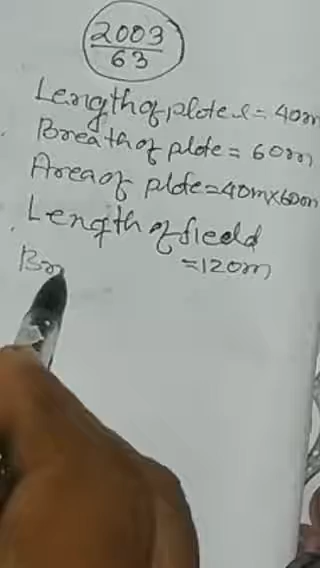 2003
63
Length of plote l = 40m
Breath of plote = 60m
Area of plote = 40m×60m
Length of field
= 120m
Br